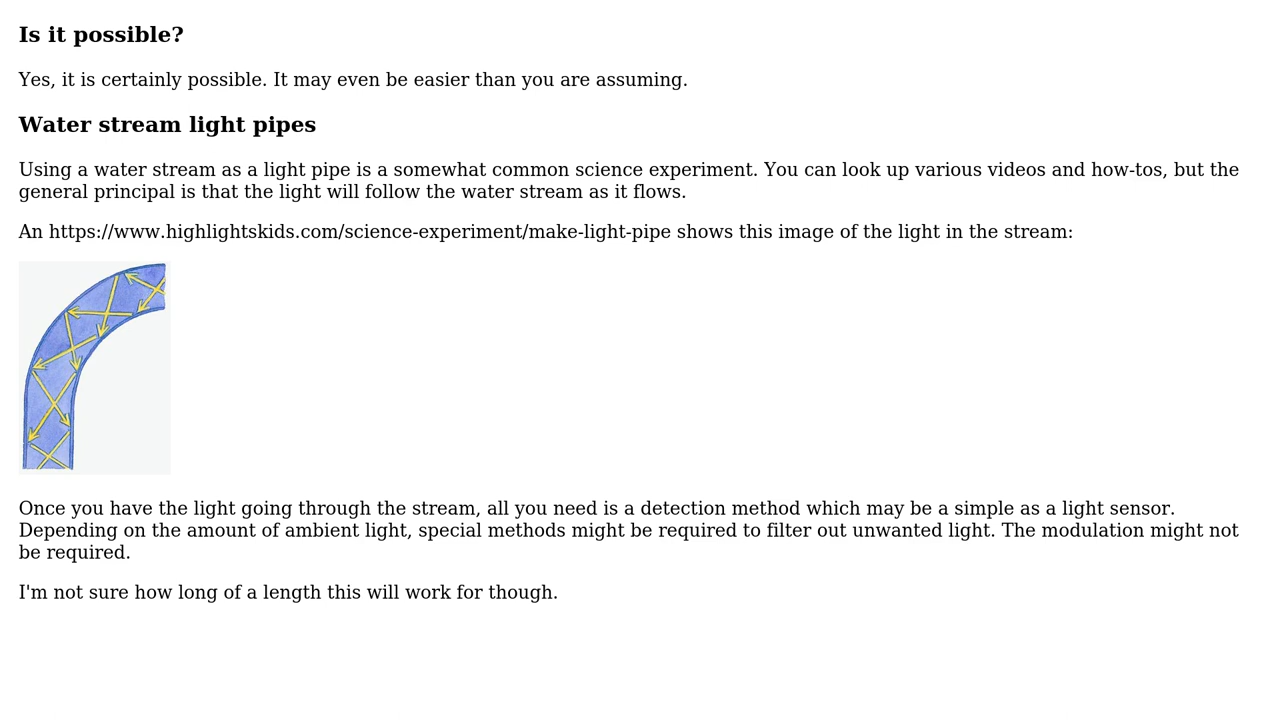 Is it possible?
Yes, it is certainly possible. It may even be easier than you are assuming.
Water stream light pipes
Using a water stream as a light pipe is a somewhat common science experiment. You can look up various videos and how-tos, but the
general principal is that the light will follow the water stream as it flows.
An https://www.highlightskids.com/science-experiment/make-light-pipe shows this image of the light in the stream:
Once you have the light going through the stream, all you need is a detection method which may be a simple as a light sensor.
Depending on the amount of ambient light, special methods might be required to filter out unwanted light. The modulation might not
be required.
I'm not sure how long of a length this will work for though.